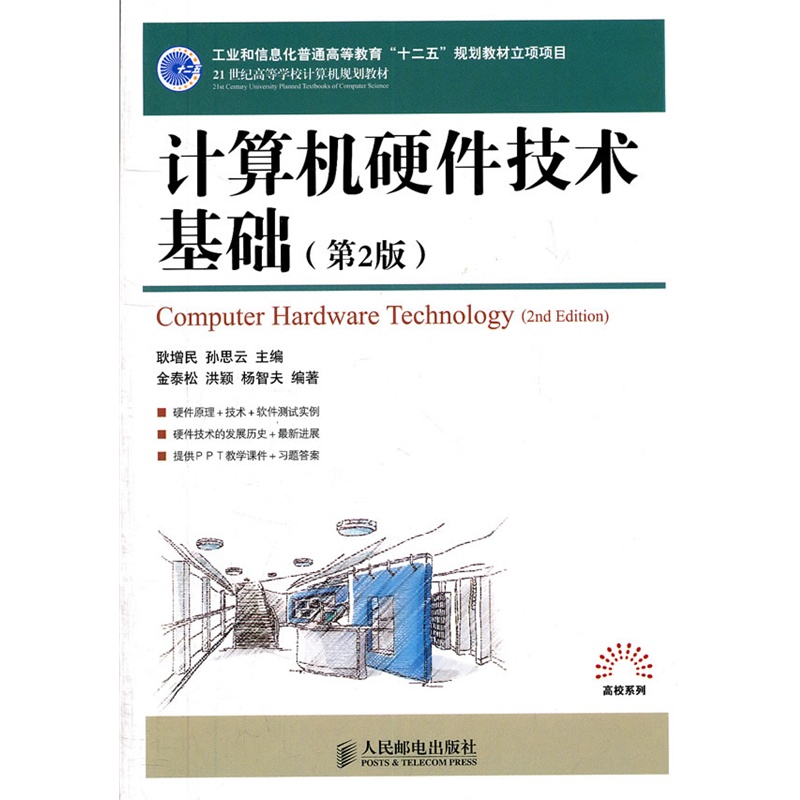 十二五
工业和信息化普通高等教育“十二五”规划教材立项项目
21世纪高等学校计算机规划教材
21st Century University Planned Textbooks of Computer Science
计算机硬件技术
基础（第2版）
Computer Hardware Technology (2nd Edition)
耿增民 孙思云 主编
金泰松 洪颖 杨智夫 编著
硬件原理+技术+软件测试实例
硬件技术的发展历史+最新进展
提供PPT教学课件+习题答案
高校系列
人民邮电出版社
POSTS & TELECOM PRESS